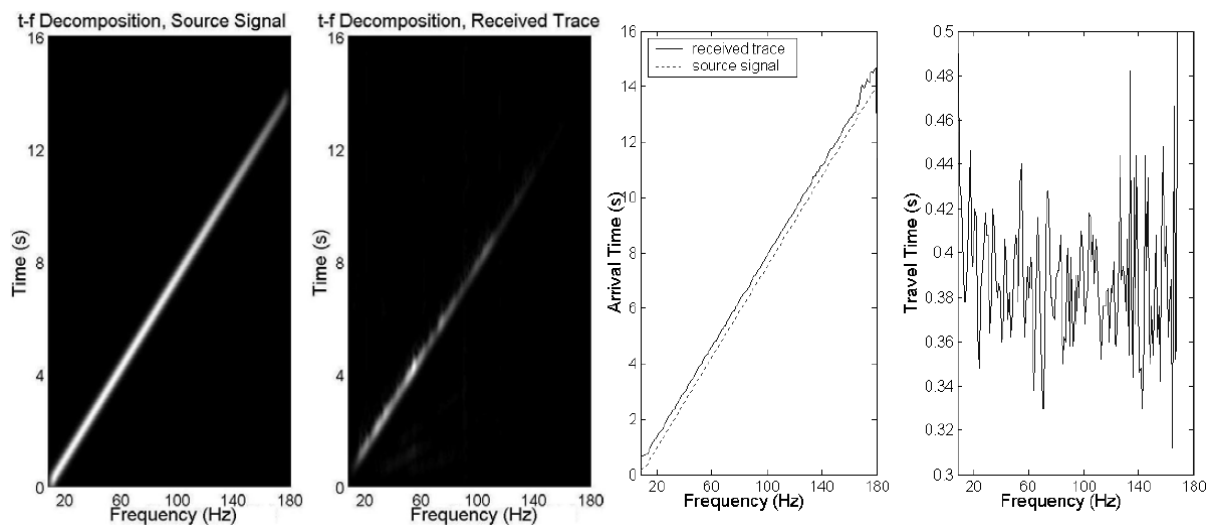 t-f Decomposition, Source Signal
16
12
8
4
0
Time (s)
20 60 100 140 180
Frequency (Hz)
t-f Decomposition, Received Trace
16
12
8
4
0
Time (s)
20 60 100 140 180
Frequency (Hz)
received trace
source signal
16
14
12
10
8
6
4
2
0
Arrival Time (s)
20 60 100 140 180
Frequency (Hz)
0.5
0.48
0.46
0.44
0.42
0.4
0.38
0.36
0.34
0.32
0.3
Travel Time (s)
20 60 100 140 180
Frequency (Hz)